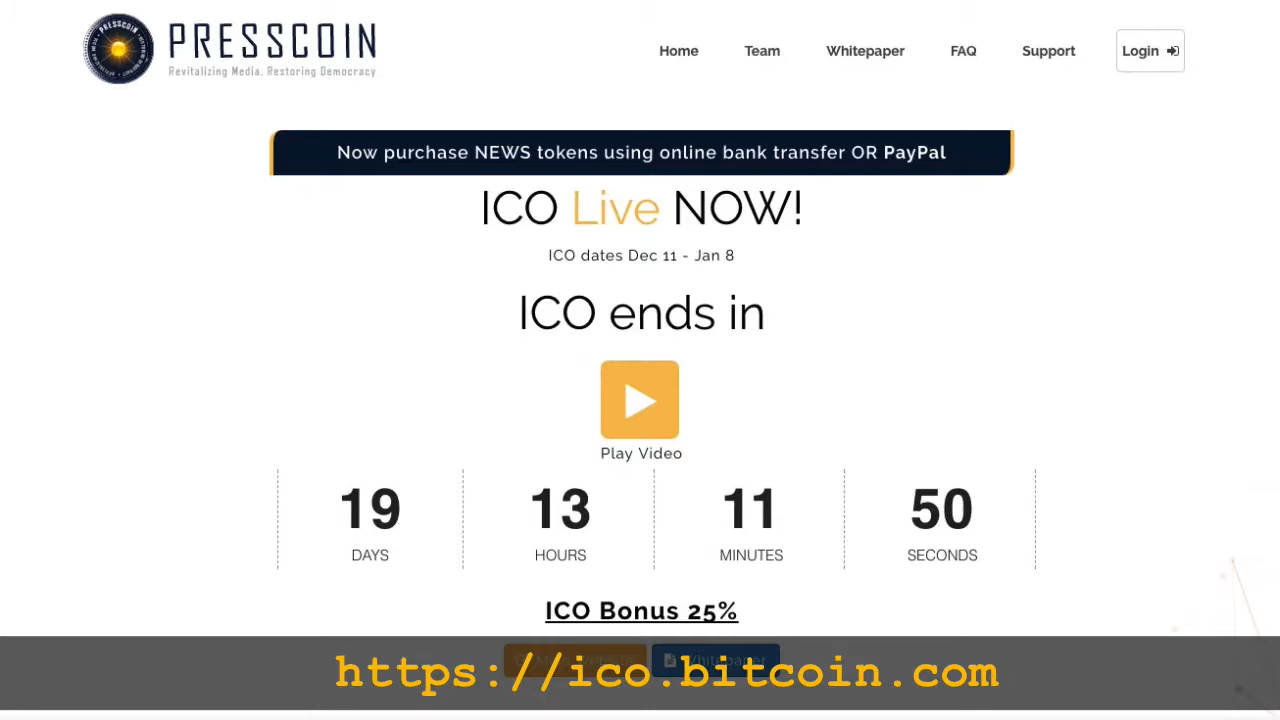 PRESSCOIN
Revitalizing Media. Restoring Democracy
Home Team Whitepaper FAQ Support Login
Now purchase NEWS tokens using online bank transfer OR PayPal
ICO Live NOW!
ICO dates Dec 11 - Jan 8
ICO ends in
Play Video
19 13 11 50
DAYS HOURS MINUTES SECONDS
ICO Bonus 25%
Whitepaper
https://ico.bitcoin.com